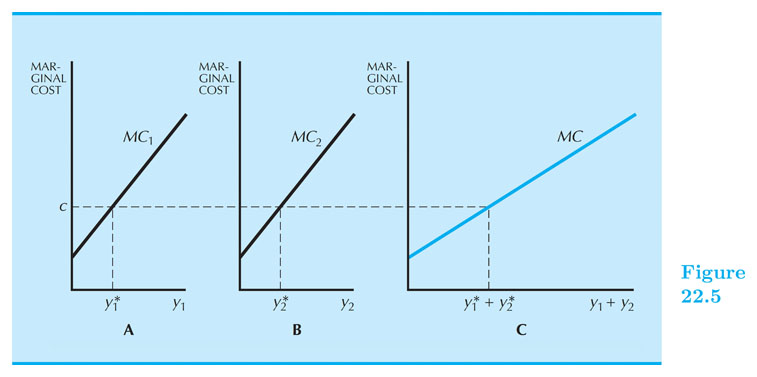 MAR-
GINAL
COST
MC₁
c
y₁*
y₁
A
MAR-
GINAL
COST
MC₂
y₂*
y₂
B
MAR-
GINAL
COST
MC
y₁* + y₂*
y₁ + y₂
C
Figure
22.5